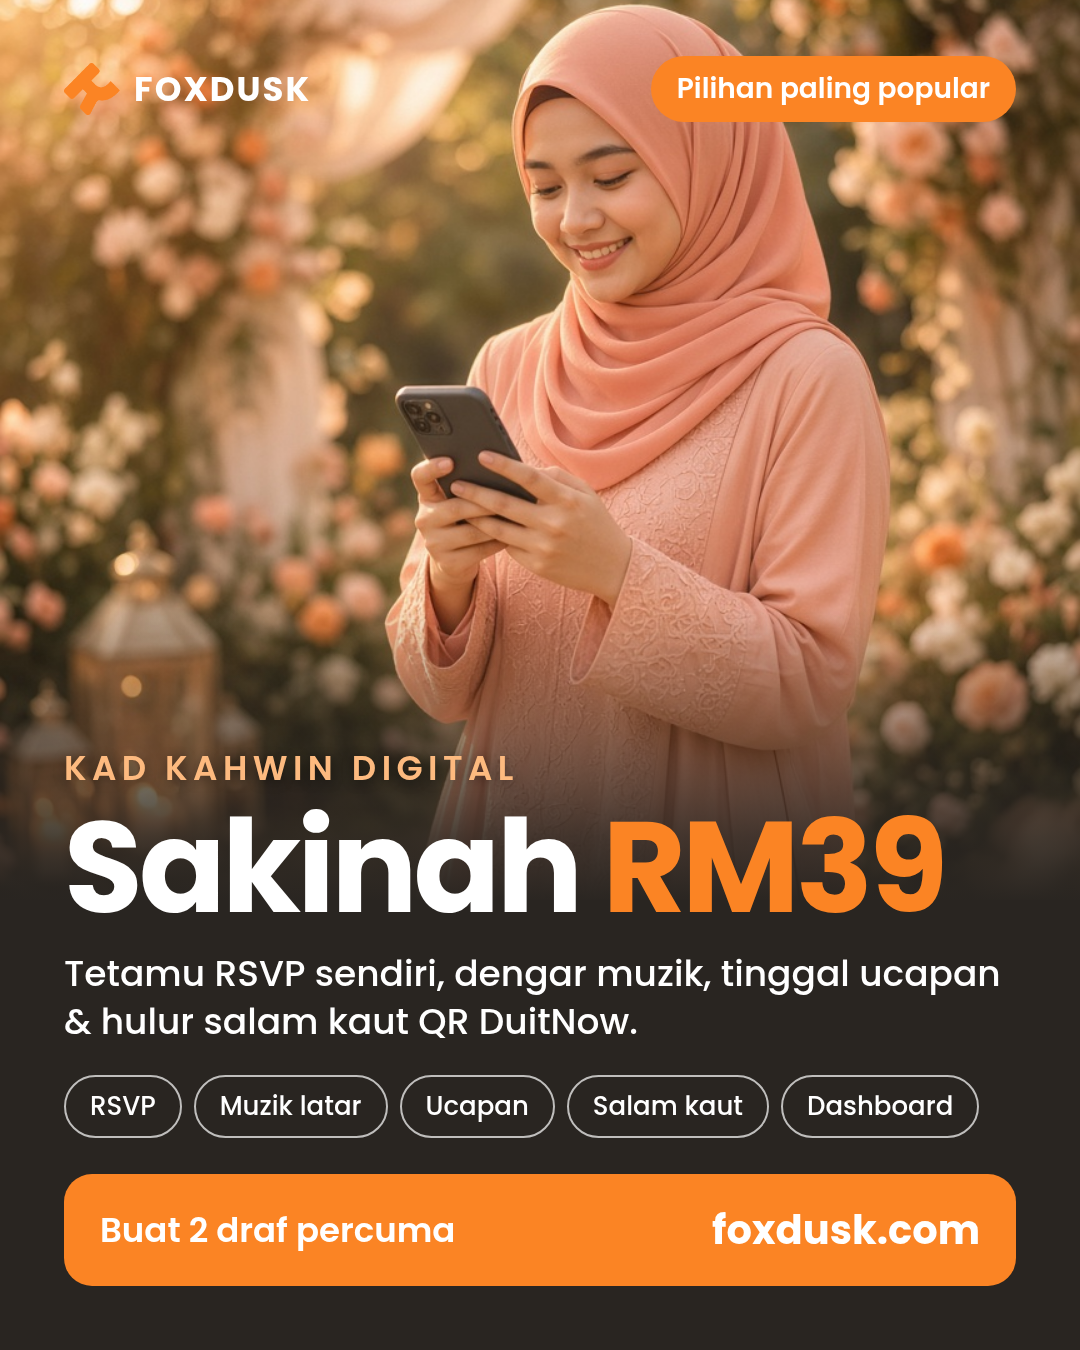 FOXDUSK
Pilihan paling popular
KAD KAHWIN DIGITAL
Sakinah RM39
Tetamu RSVP sendiri, dengar muzik, tinggal ucapan
& hulur salam kaut QR DuitNow.
RSVP
Muzik latar
Ucapan
Salam kaut
Dashboard
Buat 2 draf percuma
foxdusk.com